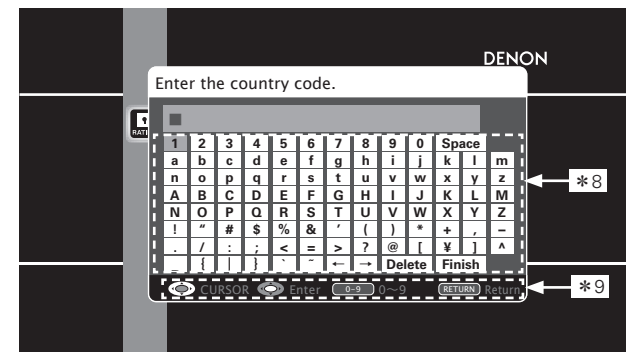 DENON
Enter the country code.
RATI
1 2 3 4 5 6 7 8 9 0 Space
a b c d e f g h i j k l m
n o p q r s t u v w x y z
A B C D E F G H I J K L M
N O P Q R S T U V W X Y Z
! " # $ % & ' ( ) * + , −
. / : ; < = > ? @ [ ¥ ] ^
_ { | } ` ˜ ← → Delete Finish
CURSOR Enter 0-9 0〜9 RETURN Return
*8
*9